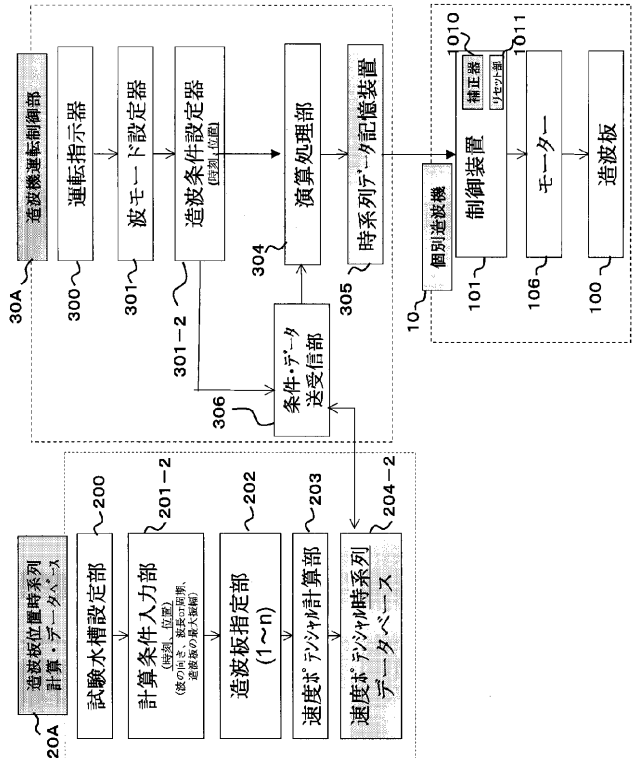 20A
造波板位置時系列
計算・データベース
試験水槽設定部
200
計算条件入力部
(時刻、位置)
(波の向き、波長or周期、
造波板の最大振幅)
201-2
造波板指定部
(1~n)
202
速度ポテンシャル計算部
203
速度ポテンシャル時系列
データベース
204-2
30A
造波機運転制御部
300
運転指示器
301
波モード設定器
301-2
造波条件設定器
(時刻、位置)
306
条件・データ
送受信部
304
演算処理部
305
時系列データ記憶装置
10
個別造波機
101
制御装置
補正器
1010
リセット部
1011
106
モーター
100
造波板